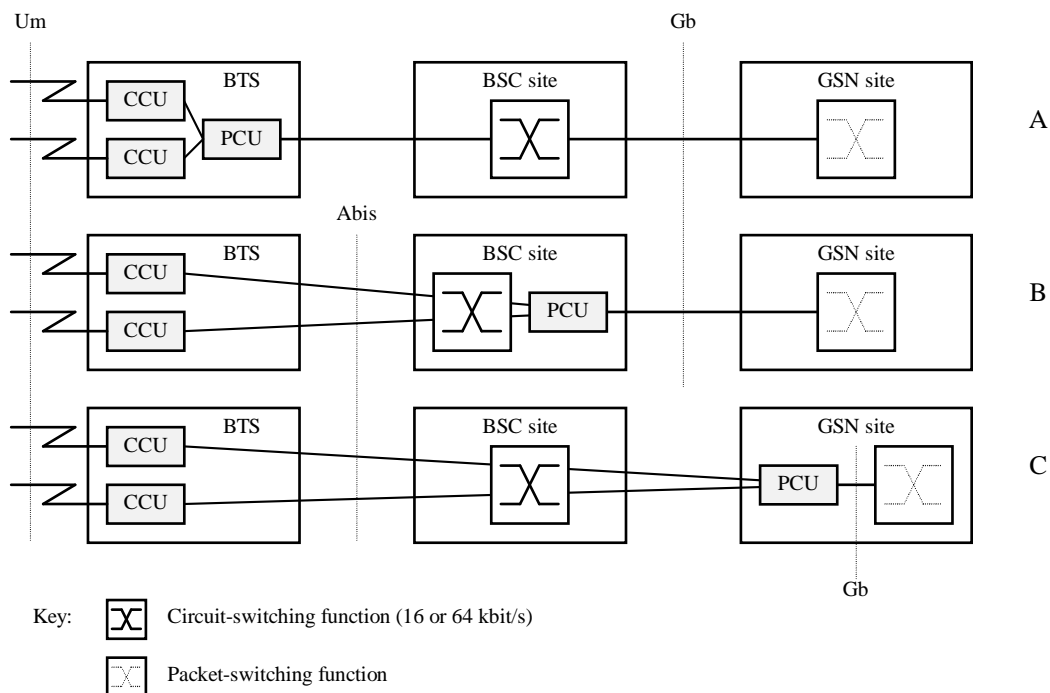 Um
Gb
BTS
BSC site
GSN site
CCU
CCU
PCU
A
Abis
BTS
BSC site
GSN site
CCU
CCU
PCU
B
BTS
BSC site
GSN site
CCU
CCU
PCU
C
Gb
Key:
Circuit-switching function (16 or 64 kbit/s)
Packet-switching function